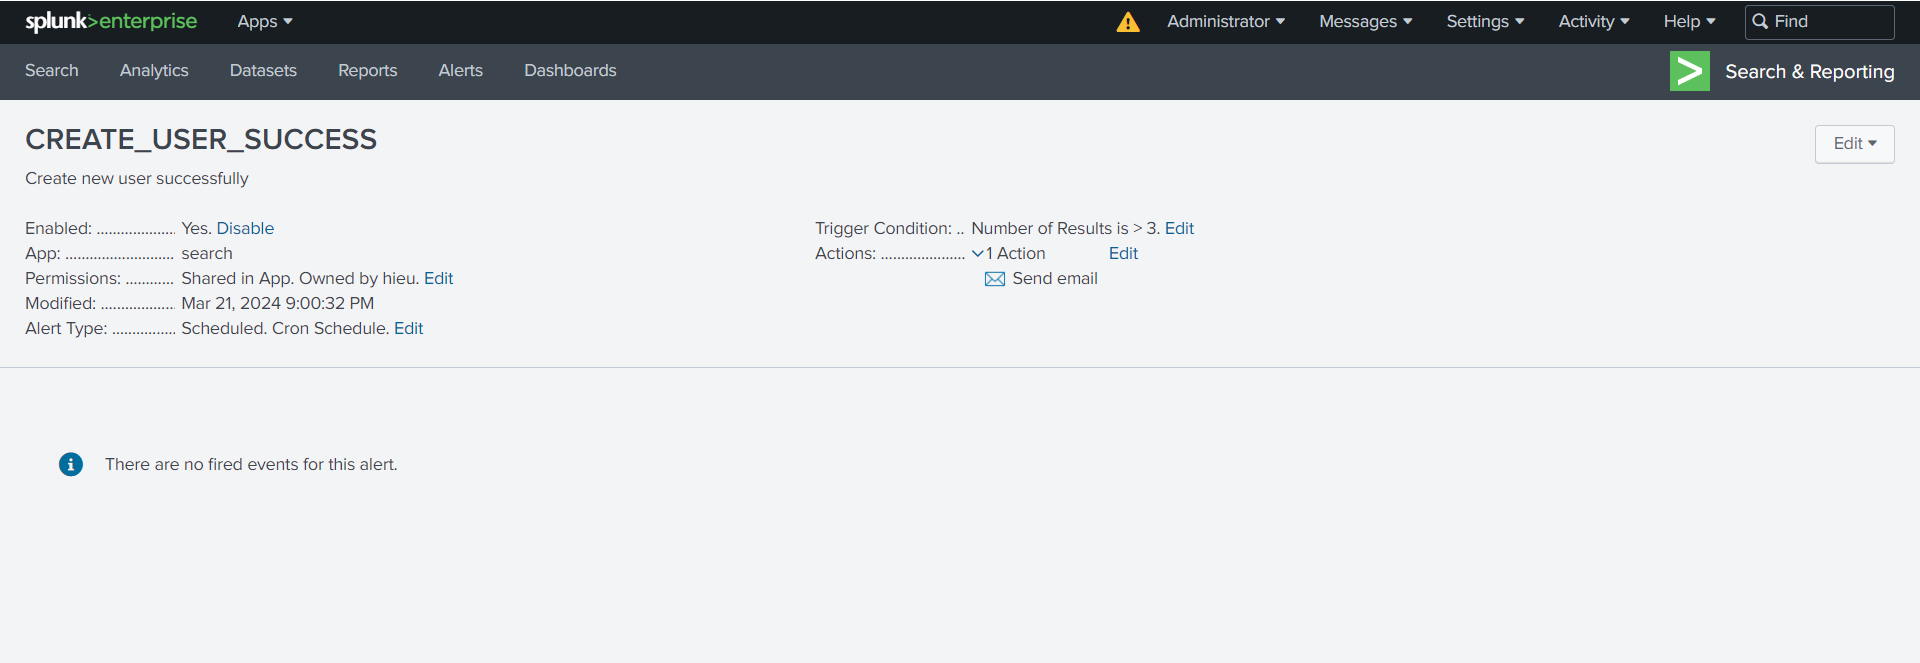 splunk>enterprise Apps Administrator Messages Settings Activity Help Find
Search Analytics Datasets Reports Alerts Dashboards Search & Reporting
CREATE_USER_SUCCESS Edit
Create new user successfully
Enabled: ................... Yes. Disable
App: ........................... search
Permissions: ............ Shared in App. Owned by hieu. Edit
Modified: .................. Mar 21, 2024 9:00:32 PM
Alert Type: ................ Scheduled. Cron Schedule. Edit
Trigger Condition: .. Number of Results is > 3. Edit
Actions: ..................... 1 Action Edit
Send email
There are no fired events for this alert.